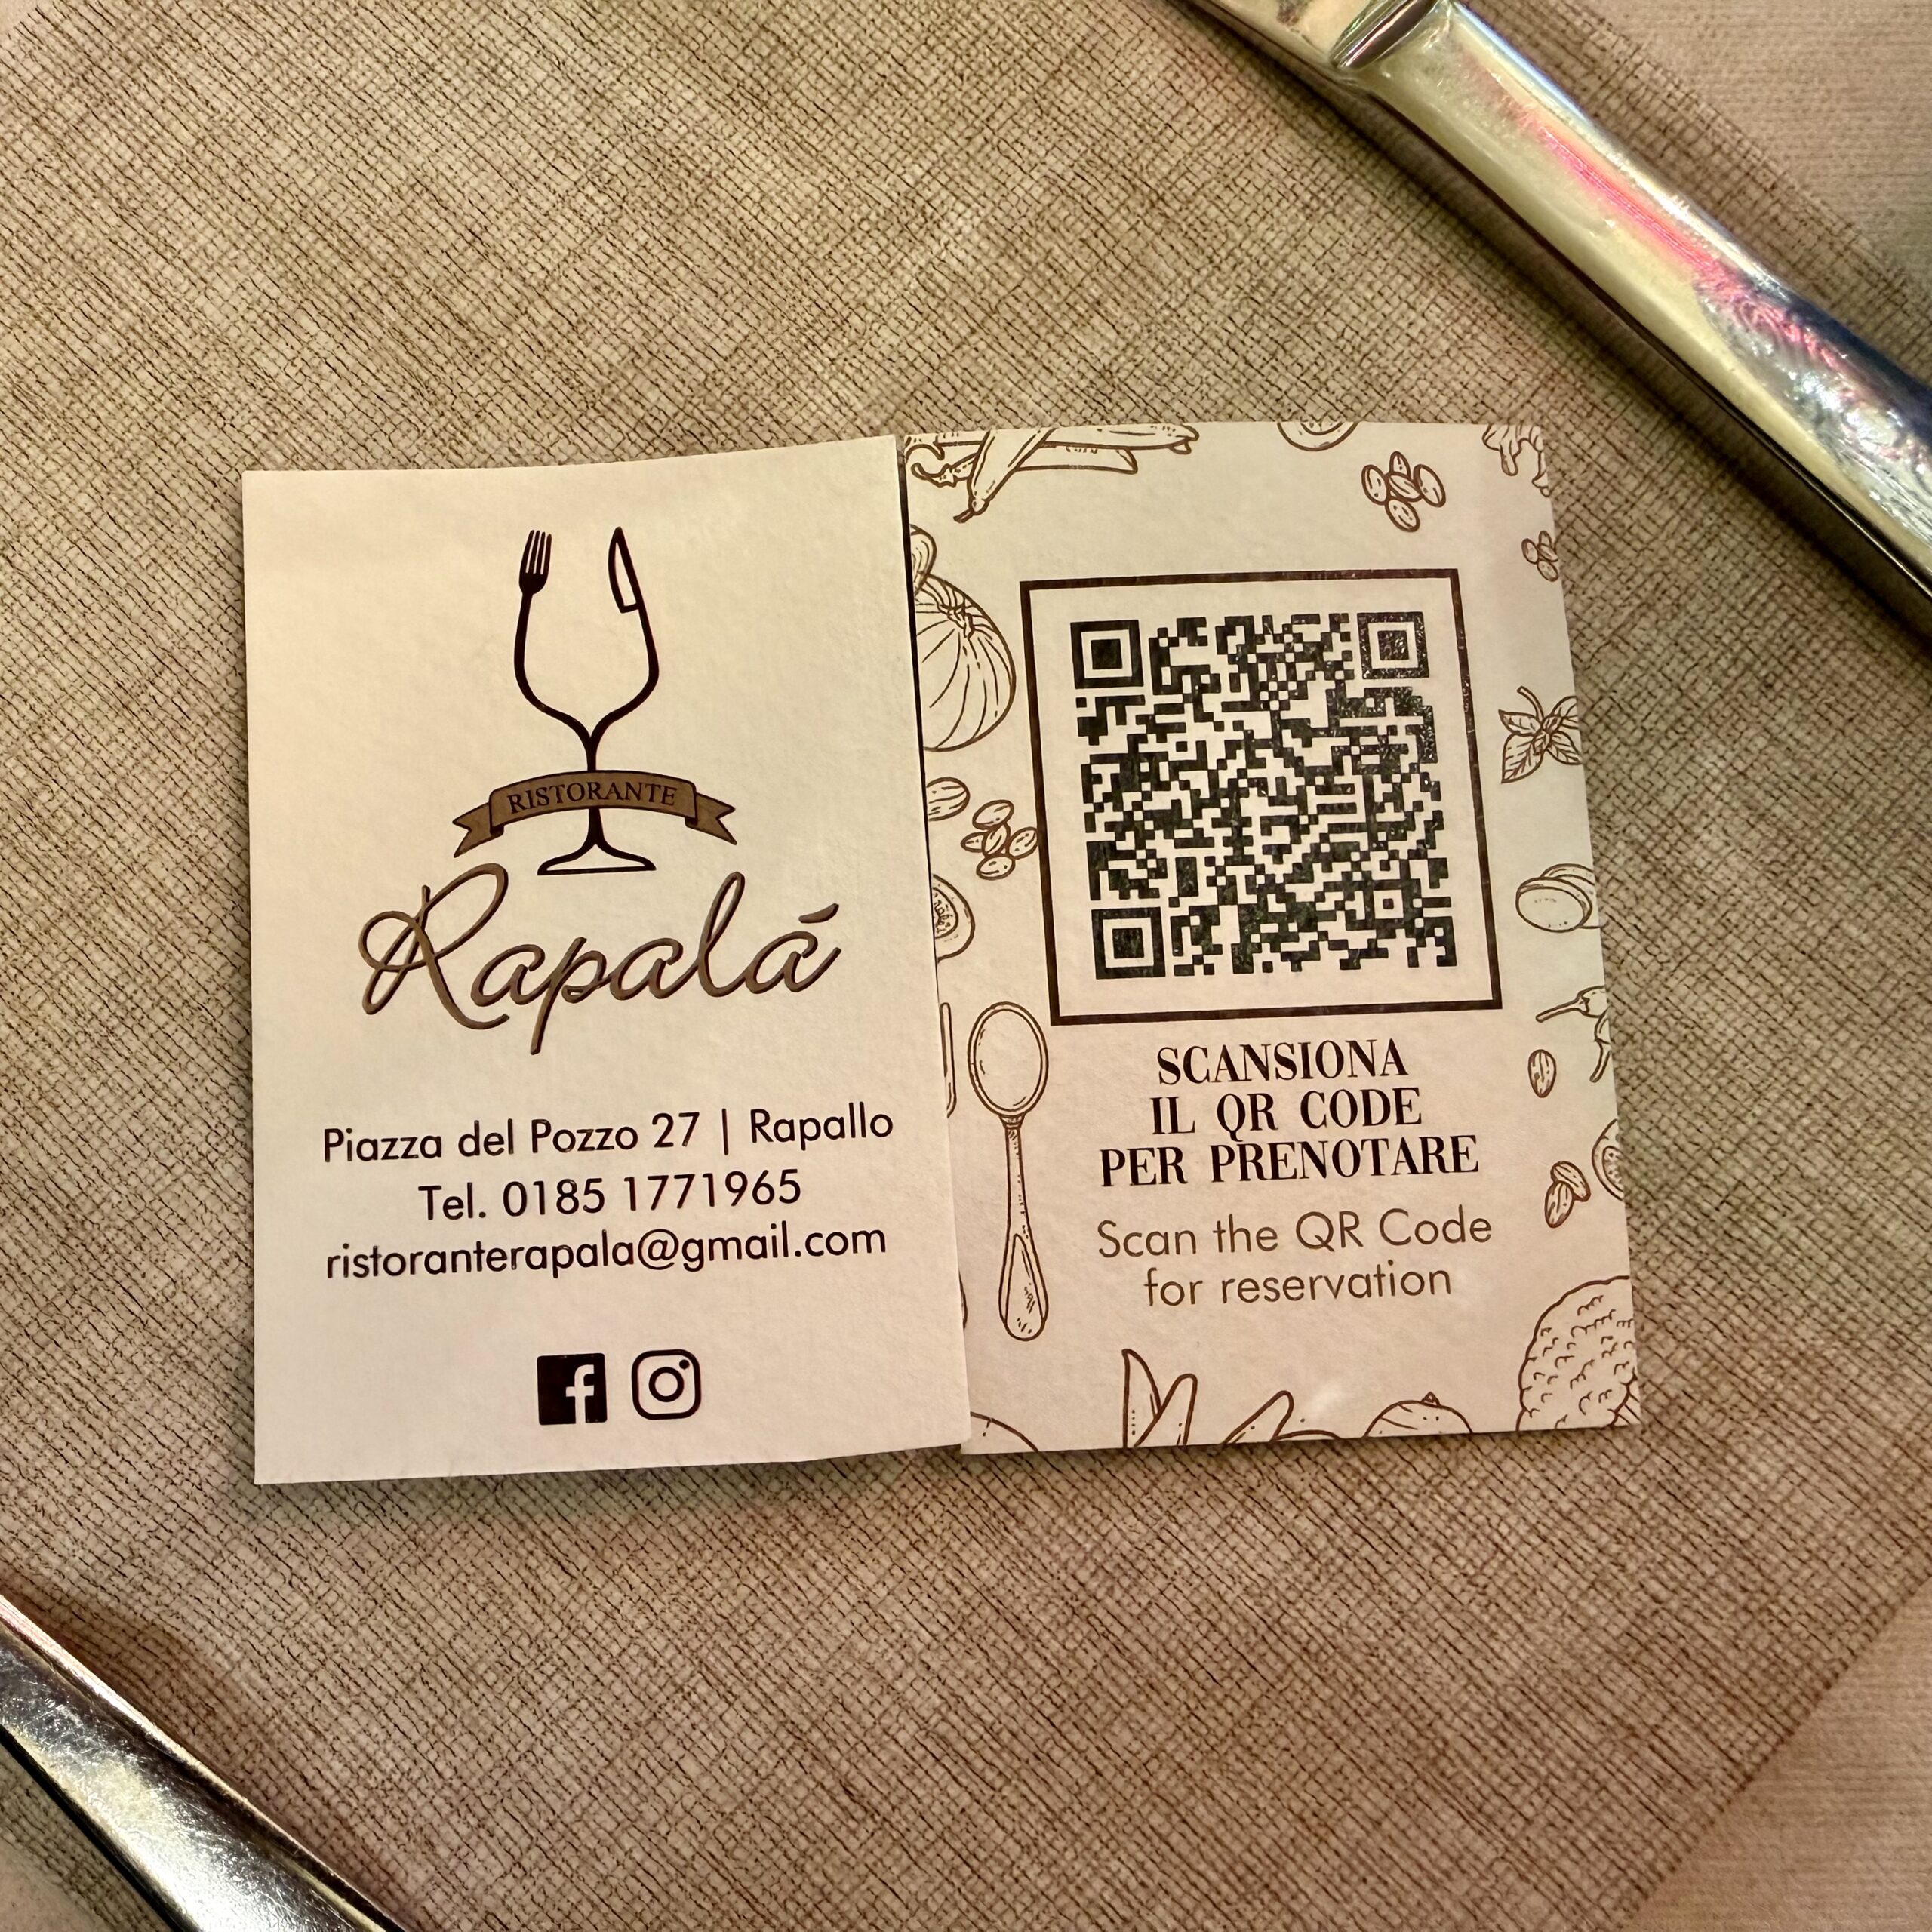 RISTORANTE
Rapalá
Piazza del Pozzo 27 | Rapallo
Tel. 0185 1771965
ristoranterapala@gmail.com
SCANSIONA
IL QR CODE
PER PRENOTARE
Scan the QR Code
for reservation